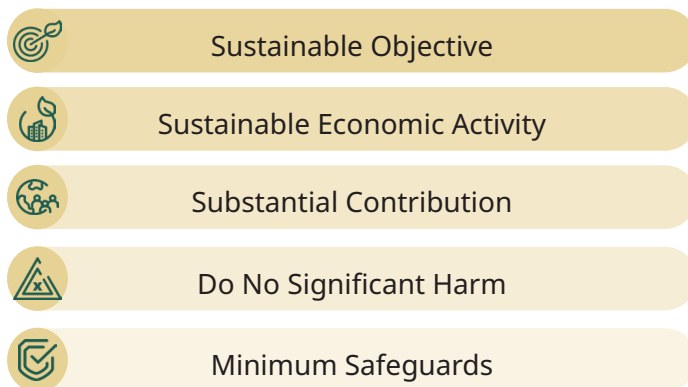 Sustainable Objective
Sustainable Economic Activity
Substantial Contribution
Do No Significant Harm
Minimum Safeguards